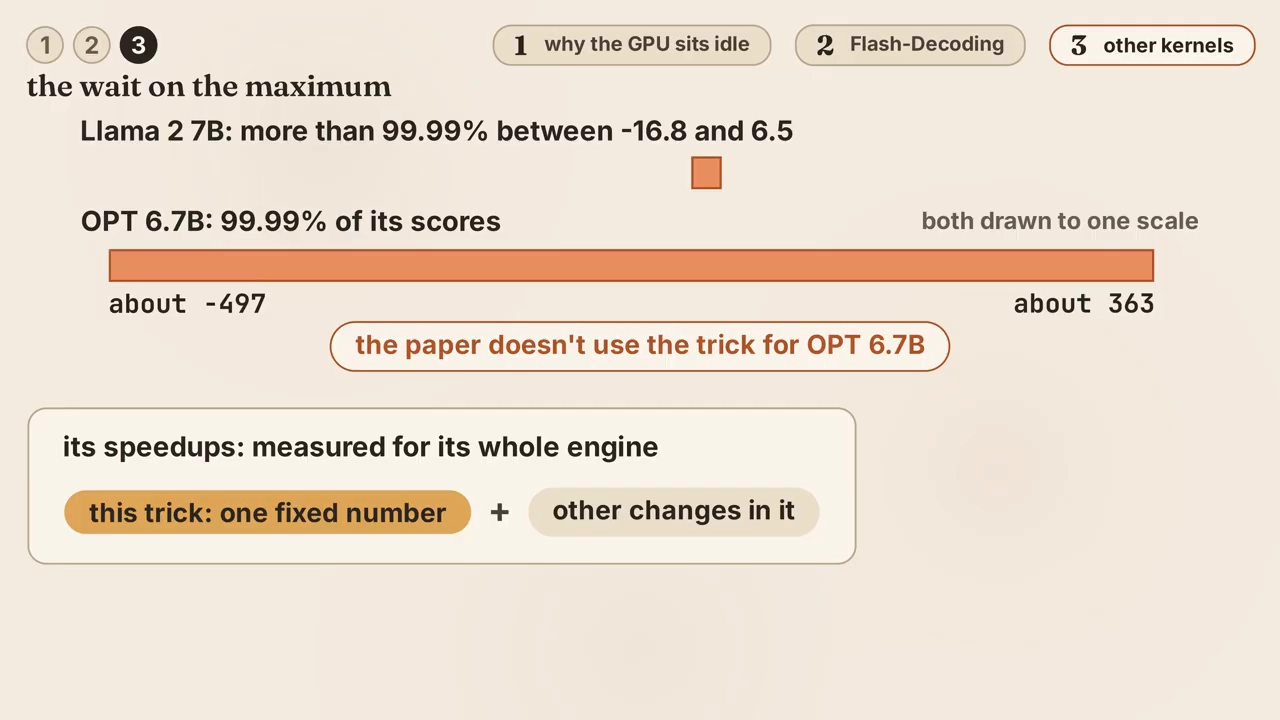 1 2 3
1 why the GPU sits idle
2 Flash-Decoding
3 other kernels
the wait on the maximum
Llama 2 7B: more than 99.99% between -16.8 and 6.5
OPT 6.7B: 99.99% of its scores
both drawn to one scale
about -497
about 363
the paper doesn't use the trick for OPT 6.7B
its speedups: measured for its whole engine
this trick: one fixed number + other changes in it